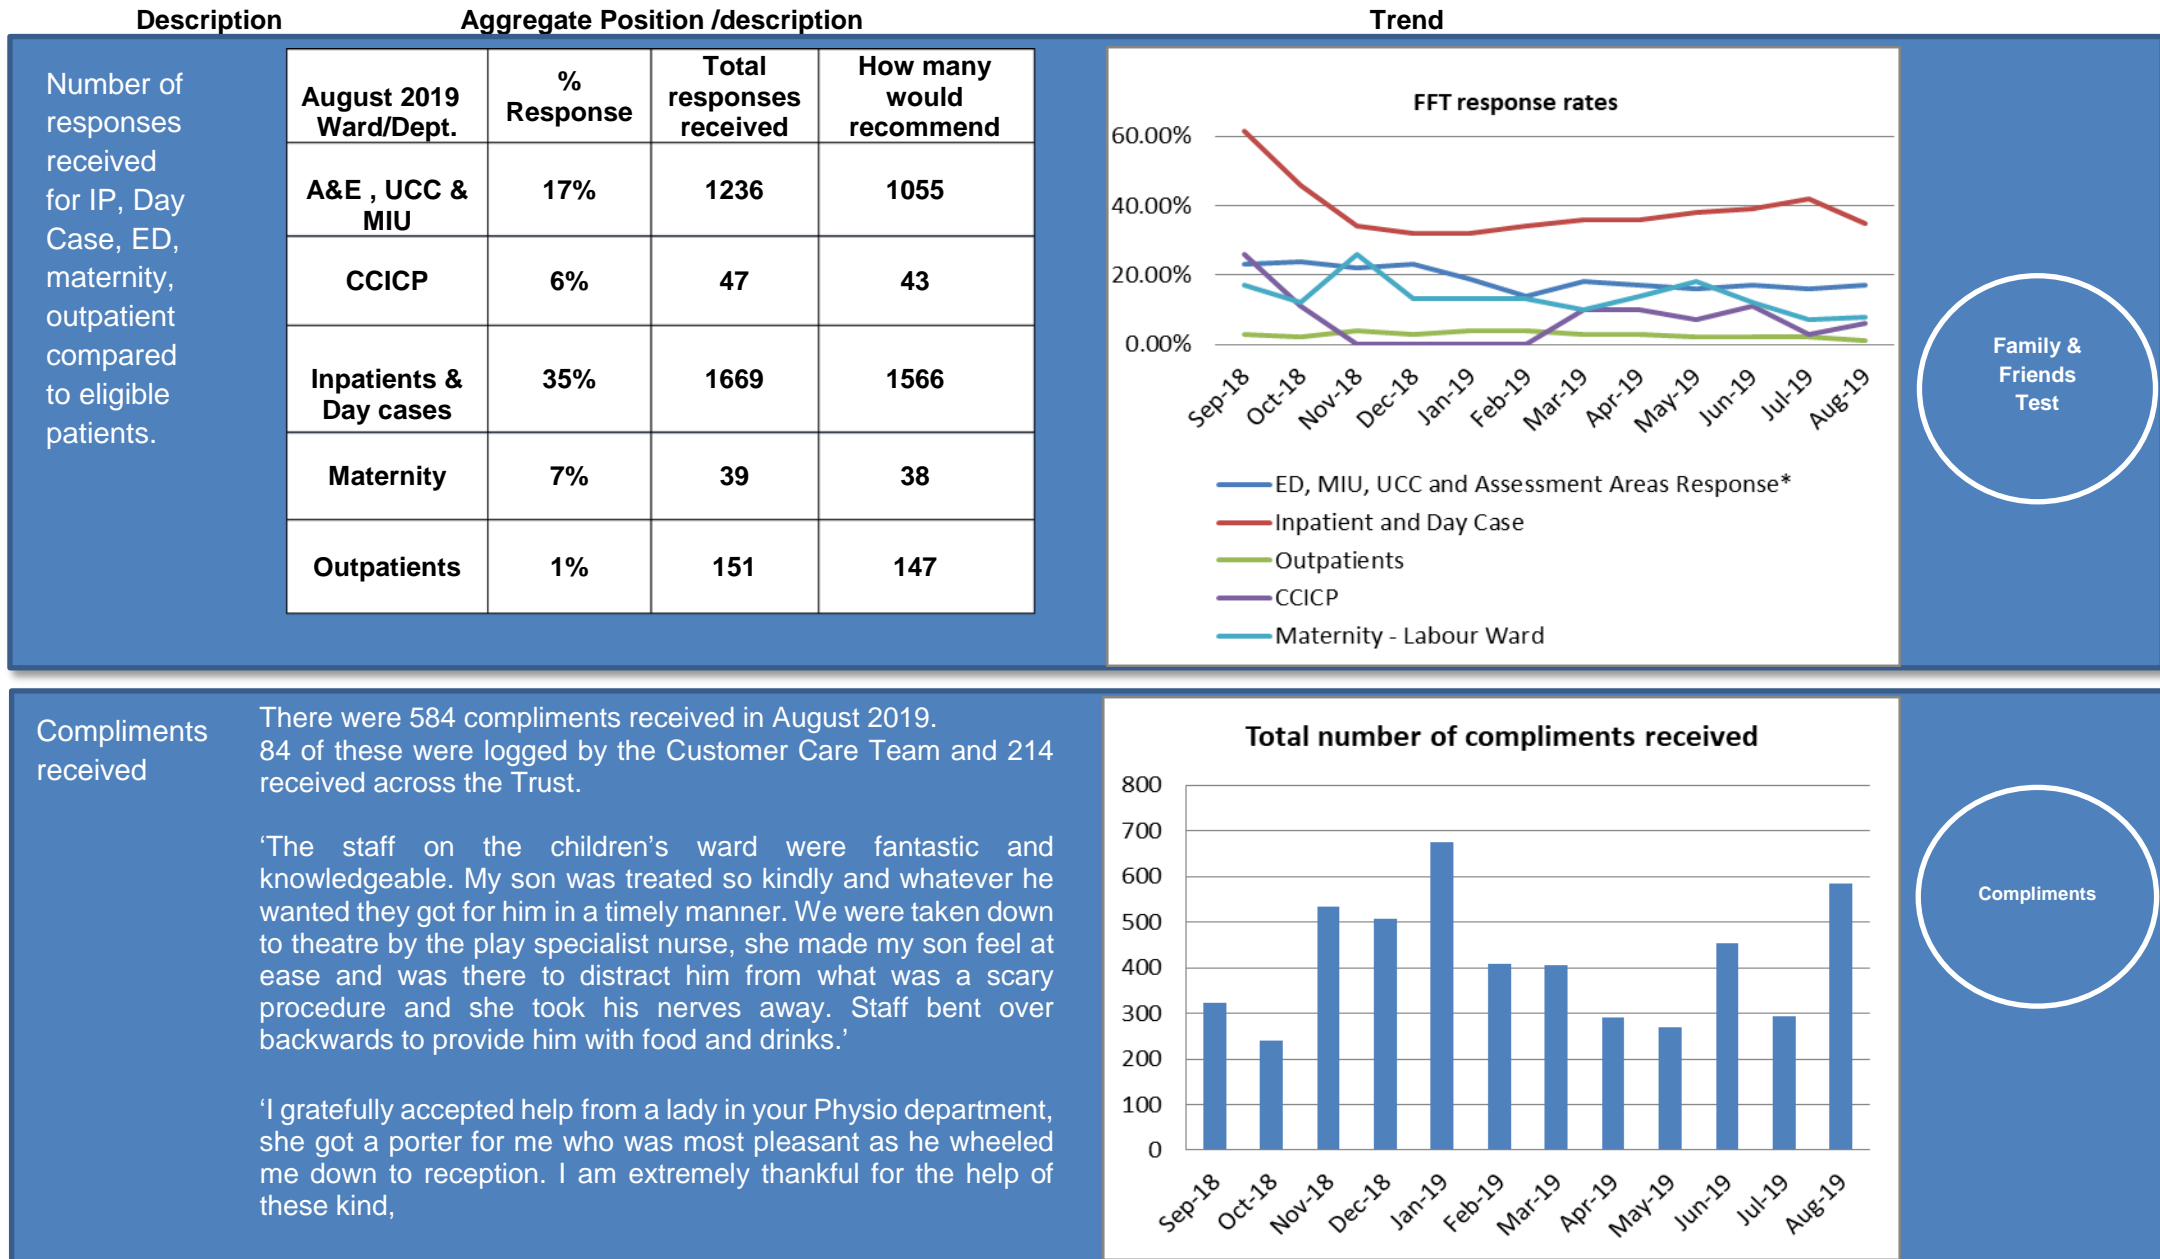 Description Aggregate Position /description Trend
Number of
responses
received
for IP, Day
Case, ED,
maternity,
outpatient
compared
to eligible
patients.
August 2019
Ward/Dept.
%
Response
Total
responses
received
How many
would
recommend
A&E , UCC &
MIU
17% 1236 1055
CCICP 6% 47 43
Inpatients &
Day cases
35% 1669 1566
Maternity 7% 39 38
Outpatients 1% 151 147
FFT response rates
60.00%
40.00%
20.00%
0.00%
Sep-18 Oct-18 Nov-18 Dec-18 Jan-19 Feb-19 Mar-19 Apr-19 May-19 Jun-19 Jul-19 Aug-19
ED, MIU, UCC and Assessment Areas Response*
Inpatient and Day Case
Outpatients
CCICP
Maternity - Labour Ward
Family &
Friends
Test
Compliments
received
There were 584 compliments received in August 2019.
84 of these were logged by the Customer Care Team and 214
received across the Trust.
‘The staff on the children’s ward were fantastic and
knowledgeable. My son was treated so kindly and whatever he
wanted they got for him in a timely manner. We were taken down
to theatre by the play specialist nurse, she made my son feel at
ease and was there to distract him from what was a scary
procedure and she took his nerves away. Staff bent over
backwards to provide him with food and drinks.’
‘I gratefully accepted help from a lady in your Physio department,
she got a porter for me who was most pleasant as he wheeled
me down to reception. I am extremely thankful for the help of
these kind,
Total number of compliments received
800
700
600
500
400
300
200
100
0
Sep-18 Oct-18 Nov-18 Dec-18 Jan-19 Feb-19 Mar-19 Apr-19 May-19 Jun-19 Jul-19 Aug-19
Compliments